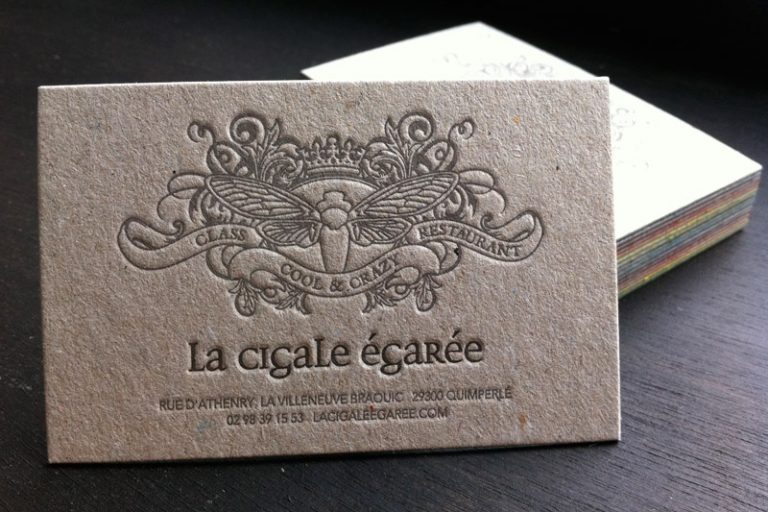 CLASS
COOL & CRAZY
RESTAURANT
La cigale égarée
RUE D'ATHENRY. LA VILLENEUVE BRAOUIC 29300 QUIMPERLÉ
02 98 39 15 53 LACIGALEEGAREE.COM